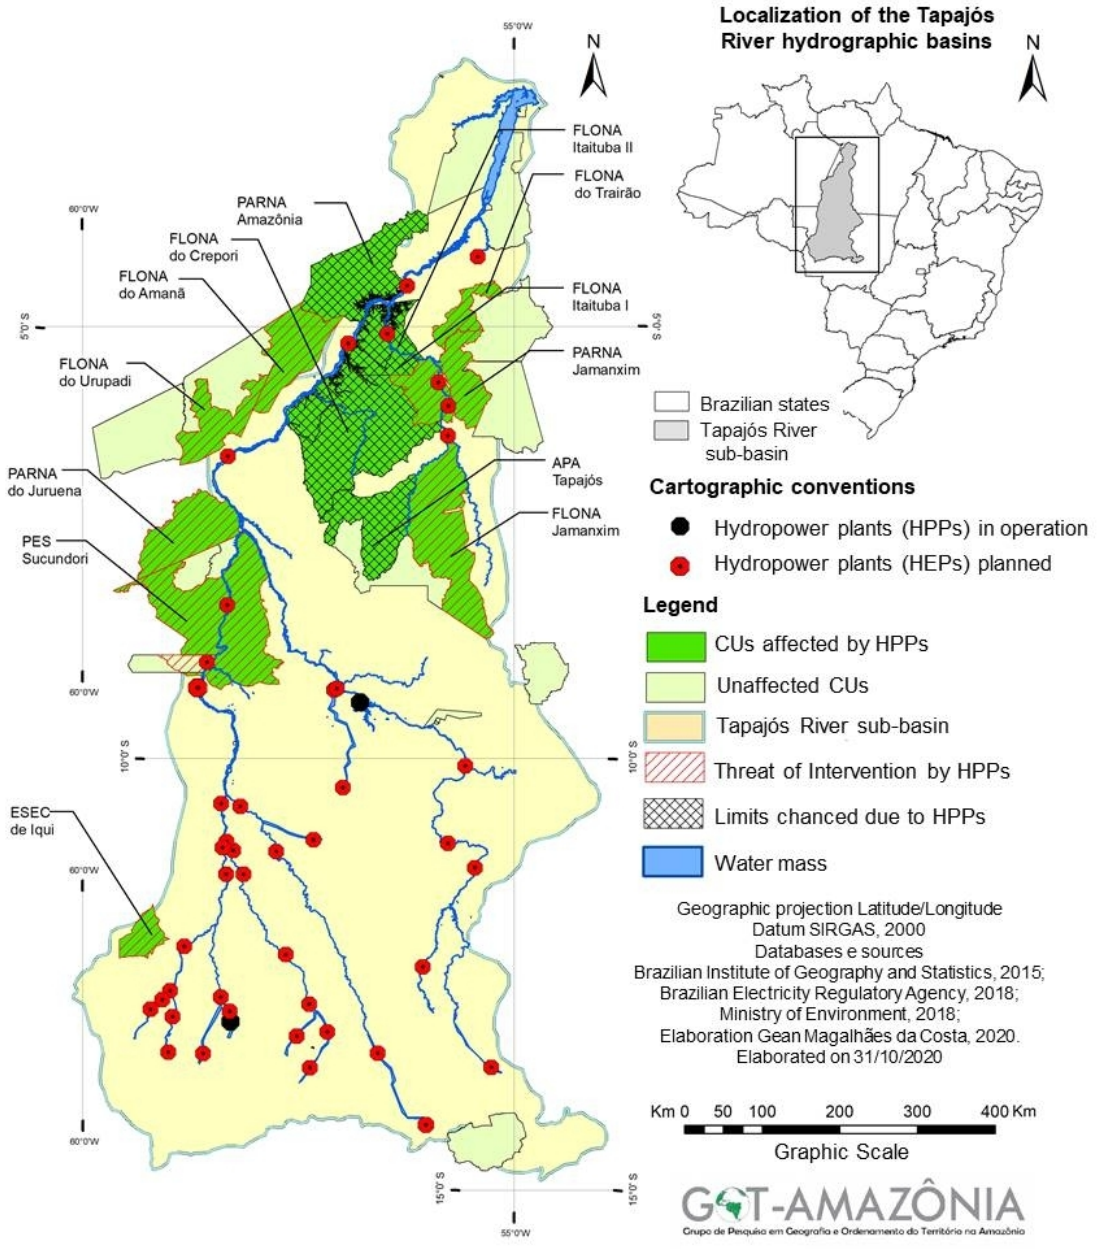 55°0'W
N
FLONA
Itaituba II
FLONA
do Trairão
PARNA
Amazônia
60°0'W
FLONA
do Crepori
FLONA
do Amanã
FLONA
Itaituba I
5°0' S
5°0' S
PARNA
Jamanxim
FLONA
do Urupadi
PARNA
do Juruena
APA
Tapajós
PES
Sucundori
FLONA
Jamanxim
60°0'W
10°0' S
10°0' S
ESEC
de Iqui
60°0'W
60°0'W
15°0' S
15°0' S
55°0'W
Localization of the Tapajós
River hydrographic basins
N
Brazilian states
Tapajós River
sub-basin
Cartographic conventions
Hydropower plants (HPPs) in operation
Hydropower plants (HEPs) planned
Legend
CUs affected by HPPs
Unaffected CUs
Tapajós River sub-basin
Threat of Intervention by HPPs
Limits chanced due to HPPs
Water mass
Geographic projection Latitude/Longitude
Datum SIRGAS, 2000
Databases e sources
Brazilian Institute of Geography and Statistics, 2015;
Brazilian Electricity Regulatory Agency, 2018;
Ministry of Environment, 2018;
Elaboration Gean Magalhães da Costa, 2020.
Elaborated on 31/10/2020
Km 0 50 100 200 300 400 Km
Graphic Scale
GOT-AMAZÔNIA
Grupo de Pesquisa em Geografia e Ordenamento do Território na Amazônia